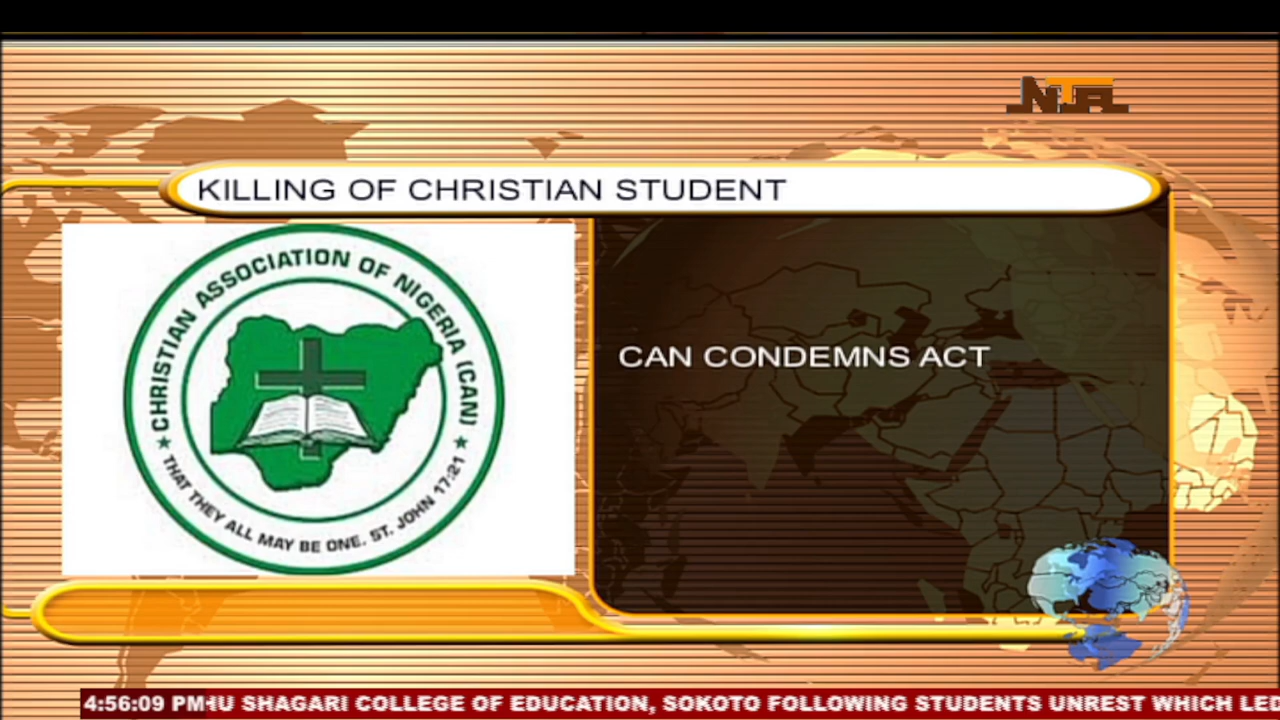 NTA
KILLING OF CHRISTIAN STUDENT
CHRISTIAN ASSOCIATION OF NIGERIA (CAN)
THAT THEY ALL MAY BE ONE. ST. JOHN 17:21
CAN CONDEMNS ACT
4:56:09 PM HU SHAGARI COLLEGE OF EDUCATION, SOKOTO FOLLOWING STUDENTS UNREST WHICH LED